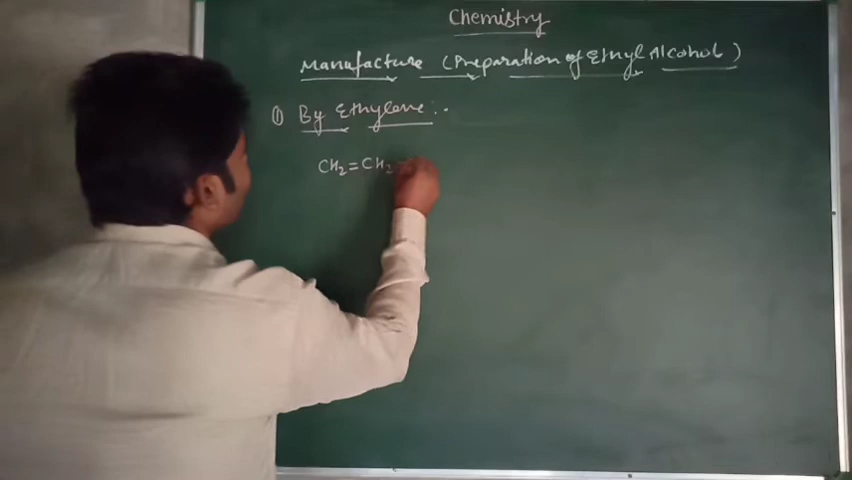 Chemistry
Manufacture (Preparation of Ethyl Alcohol)
① By Ethylene :-
CH₂=CH₂